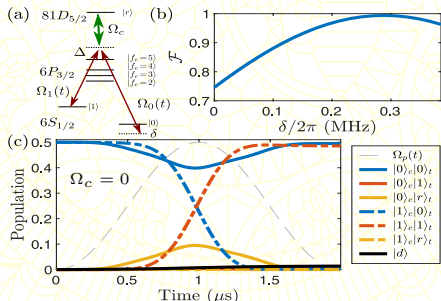 (a)
81D5/2
|r⟩
Ωc
Δ
|fe=5⟩
|fe=4⟩
|fe=3⟩
|fe=2⟩
6P3/2
Ω1(t)
Ω0(t)
|1⟩
|0⟩
6S1/2
δ
(b)
F
1
0.9
0.8
0.7
0
0.1
0.2
0.3
δ/2π (MHz)
(c)
Population
0.5
0.4
0.3
0.2
0.1
0
Ωc = 0
0
0.5
1
1.5
Time (μs)
Ωp(t)
|0⟩c|0⟩t
|0⟩c|1⟩t
|0⟩c|r⟩t
|1⟩c|0⟩t
|1⟩c|1⟩t
|1⟩c|r⟩t
|d⟩